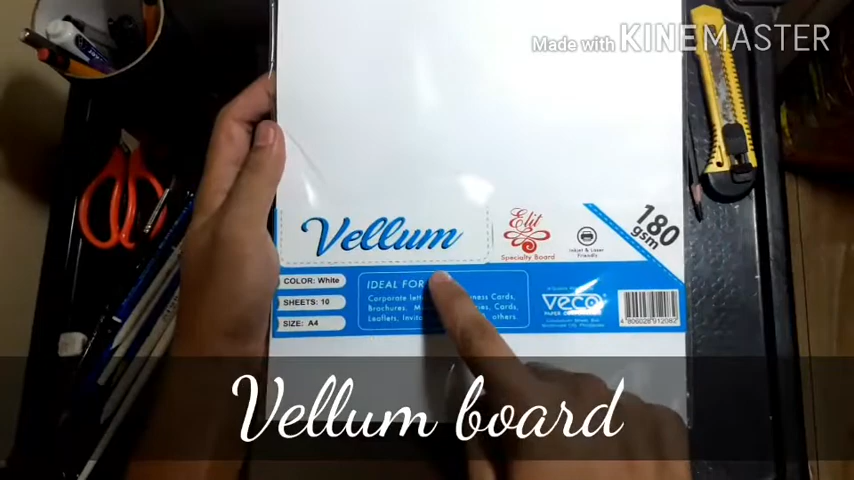 Made with KINEMASTER
180
gsm
Vellum
Elit
Specialty Board
Inkjet & Laser
Friendly
COLOR: White
SHEETS: 10
SIZE: A4
IDEAL FOR
Corporate Cards,
Brochures, Cards,
Leaflets, others.
veco
4806028912082
Vellum board